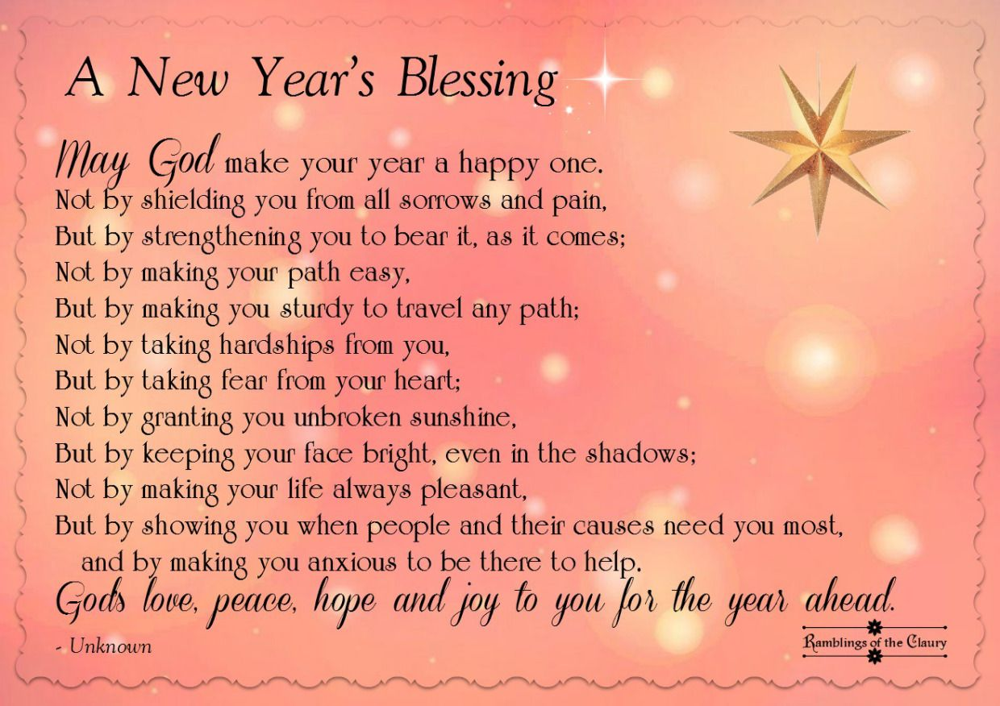 A New Year's Blessing
May God make your year a happy one.
Not by shielding you from all sorrows and pain,
But by strengthening you to bear it, as it comes;
Not by making your path easy,
But by making you sturdy to travel any path;
Not by taking hardships from you,
But by taking fear from your heart;
Not by granting you unbroken sunshine,
But by keeping your face bright, even in the shadows;
Not by making your life always pleasant,
But by showing you when people and their causes need you most,
and by making you anxious to be there to help.
God's love, peace, hope and joy to you for the year ahead.
- Unknown
Ramblings of the Claury